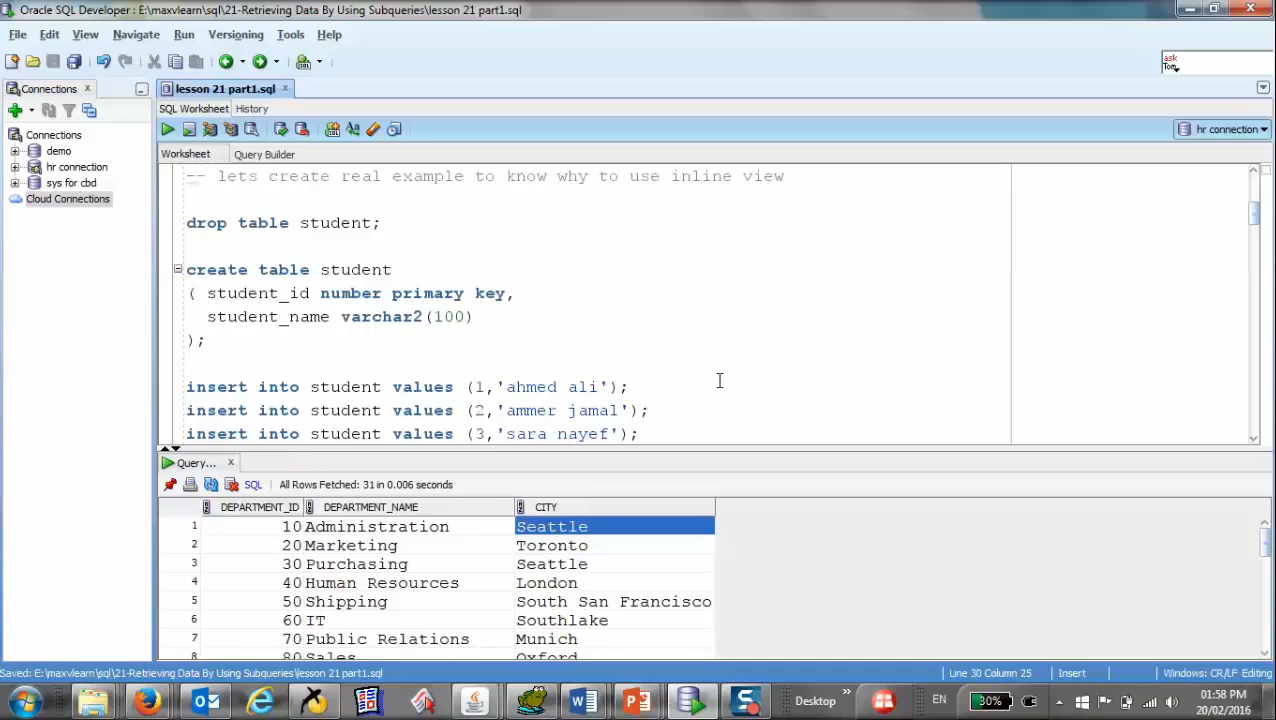 Oracle SQL Developer : E:\maxvlearn\sql\21-Retrieving Data By Using Subqueries\lesson 21 part1.sql
File Edit View Navigate Run Versioning Tools Help
ask
Tom
Connections
lesson 21 part1.sql
SQL Worksheet History
hr connection
Worksheet Query Builder
Connections
demo
hr connection
sys for cbd
Cloud Connections
-- lets create real example to know why to use inline view
drop table student;
create table student
( student_id number primary key,
student_name varchar2(100)
);
insert into student values (1,'ahmed ali');
insert into student values (2,'ammer jamal');
insert into student values (3,'sara nayef');
Query...
SQL All Rows Fetched: 31 in 0.006 seconds
DEPARTMENT_ID DEPARTMENT_NAME CITY
1 10 Administration Seattle
2 20 Marketing Toronto
3 30 Purchasing Seattle
4 40 Human Resources London
5 50 Shipping South San Francisco
6 60 IT Southlake
7 70 Public Relations Munich
8 80 Sales Oxford
Saved: E:\maxvlearn\sql\21-Retrieving Data By Using Subqueries\lesson 21 part1.sql
Line 30 Column 25 Insert Windows: CR/LF Editing
Desktop EN 30% 01:58 PM
20/02/2016